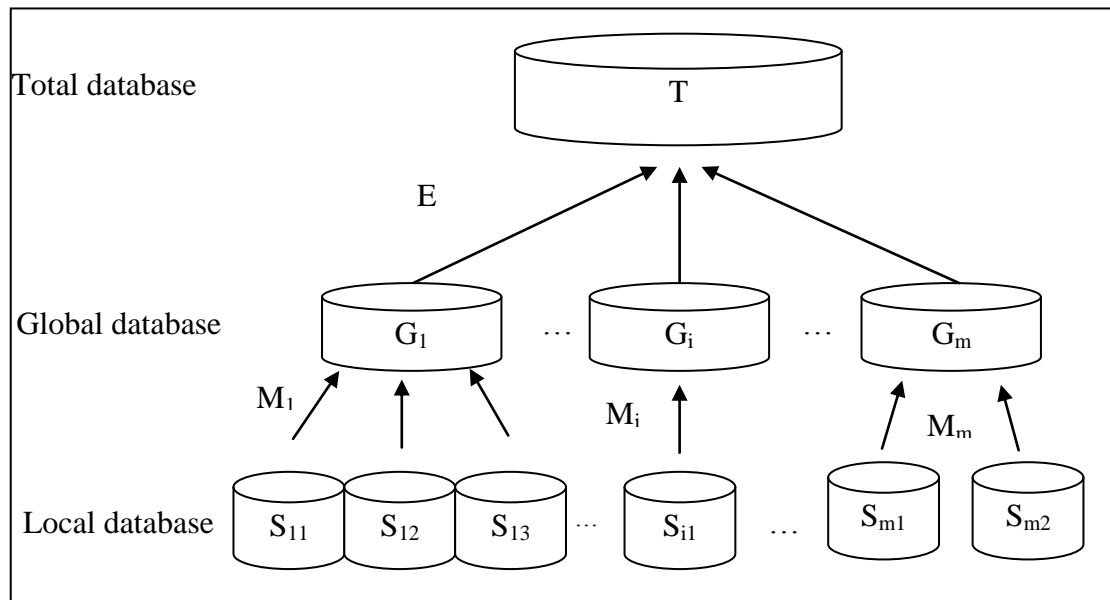 Total database
T
E
Global database
G₁ … Gᵢ … Gₘ
M₁ Mᵢ Mₘ
Local database
S₁₁ S₁₂ S₁₃ … Sᵢ₁ … Sₘ₁ Sₘ₂